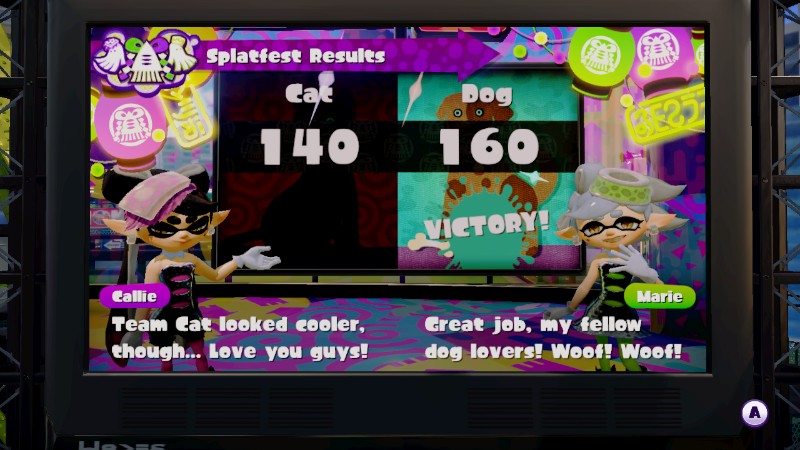 Splatfest Results
Cat
Dog
140
160
VICTORY!
Callie
Marie
Team Cat looked cooler,
though... Love you guys!
Great job, my fellow
dog lovers! Woof! Woof!
A